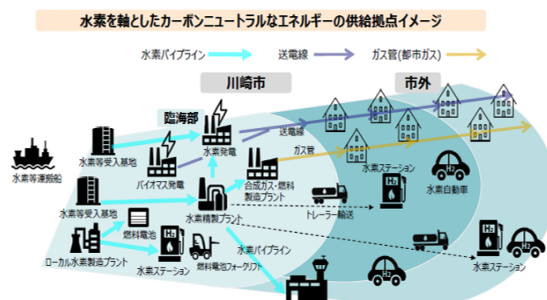 水素を軸としたカーボンニュートラルなエネルギーの供給拠点イメージ
水素パイプライン
送電線
ガス管(都市ガス)
川崎市
市外
臨海部
水素等受入基地
水素発電
送電線
バイオマス発電
ガス管
水素等運搬船
合成ガス・燃料
製造プラント
水素ステーション
水素自動車
水素等受入基地
水素精製プラント
トレーラー輸送
燃料電池
H2
水素パイプライン
ローカル水素製造プラント
燃料電池フォークリフト
水素ステーション
水素ステーション
H2
H2
H2
H2
H2